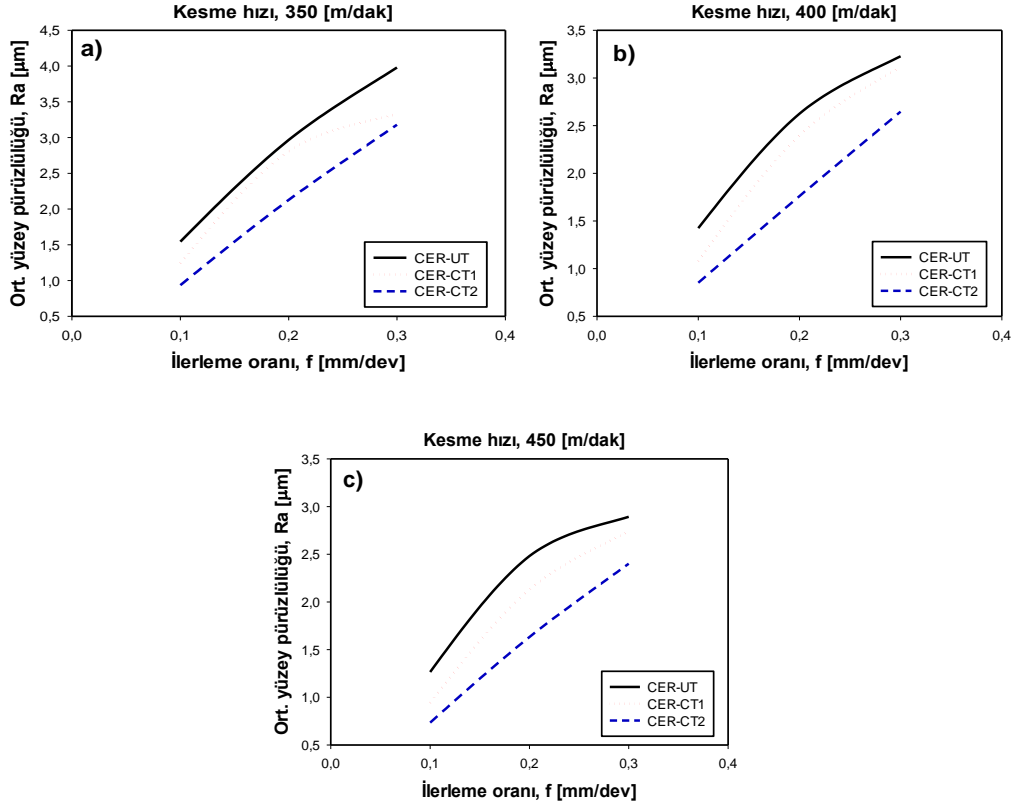 Kesme hızı, 350 [m/dak]
a)
Ort. yüzey pürüzlülüğü, Ra [µm]
4,5
4,0
3,5
3,0
2,5
2,0
1,5
1,0
0,5
0,0
0,1
0,2
0,3
0,4
İlerleme oranı, f [mm/dev]
CER-UT
CER-CT1
CER-CT2
Kesme hızı, 400 [m/dak]
b)
Ort. yüzey pürüzlülüğü, Ra [µm]
3,5
3,0
2,5
2,0
1,5
1,0
0,5
0,0
0,1
0,2
0,3
0,4
İlerleme oranı, f [mm/dev]
CER-UT
CER-CT1
CER-CT2
Kesme hızı, 450 [m/dak]
c)
Ort. yüzey pürüzlülüğü, Ra [µm]
3,5
3,0
2,5
2,0
1,5
1,0
0,5
0,0
0,1
0,2
0,3
0,4
İlerleme oranı, f [mm/dev]
CER-UT
CER-CT1
CER-CT2